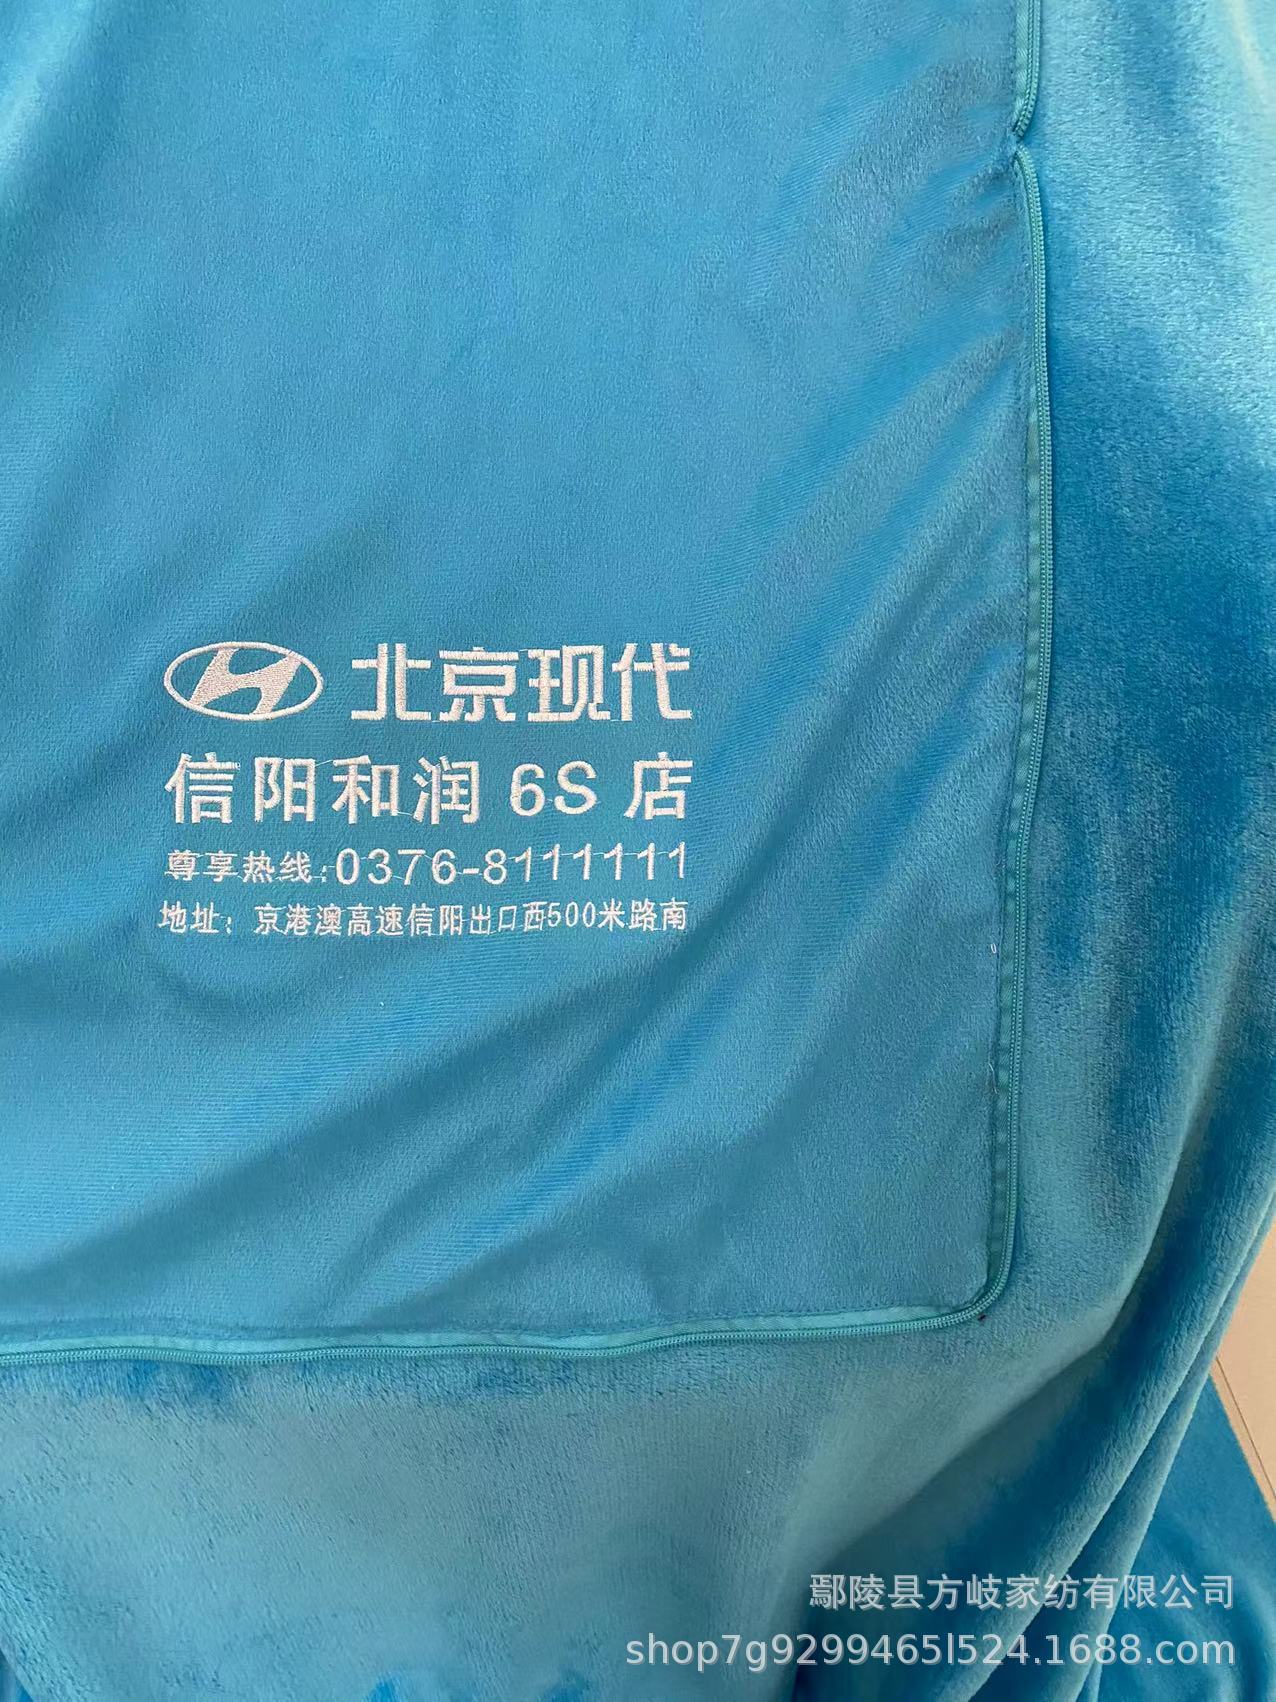 北京现代
信阳和润 6S 店
尊享热线:0376-8111111
地址：京港澳高速信阳出口西500米路南
鄢陵县方岐家纺有限公司
shop7g9299465l524.1688.com